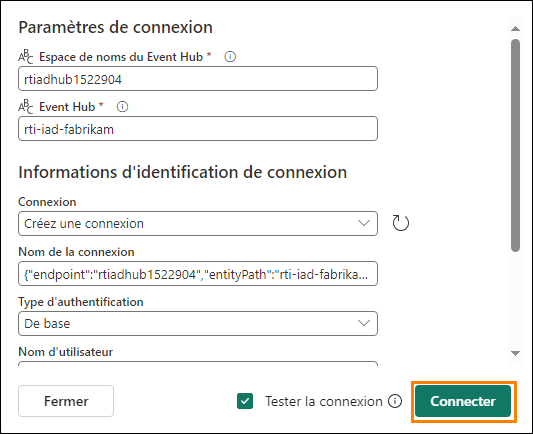 Paramètres de connexion
Espace de noms du Event Hub *
rtiadhub1522904
Event Hub *
rti-iad-fabrikam
Informations d'identification de connexion
Connexion
Créez une connexion
Nom de la connexion
{"endpoint":"rtiadhub1522904","entityPath":"rti-iad-fabrika...
Type d'authentification
De base
Nom d'utilisateur
Fermer
Tester la connexion
Connecter